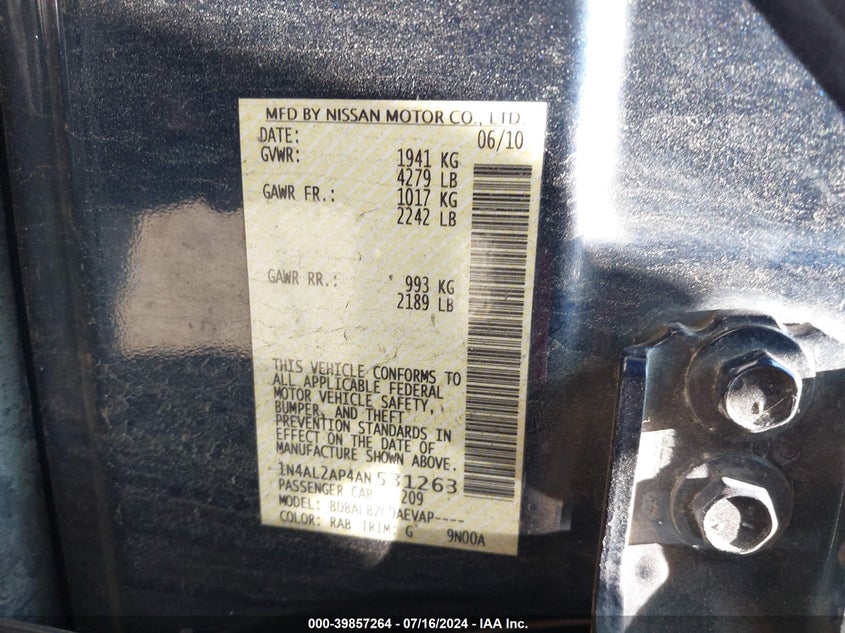 MFD BY NISSAN MOTOR CO., LTD
DATE: 06/10
GVWR: 1941 KG
4279 LB
GAWR FR.: 1017 KG
2242 LB
GAWR RR.: 993 KG
2189 LB
THIS VEHICLE CONFORMS TO
ALL APPLICABLE FEDERAL
MOTOR VEHICLE SAFETY,
BUMPER, AND THEFT
PREVENTION STANDARDS IN
EFFECT ON THE DATE OF
MANUFACTURE SHOWN ABOVE.
1N4AL2AP4AN531263
PASSENGER CAR 209
MODEL:
COLOR: RAB TRIM: G 9N00A
000-39857264 - 07/16/2024 - IAA Inc.